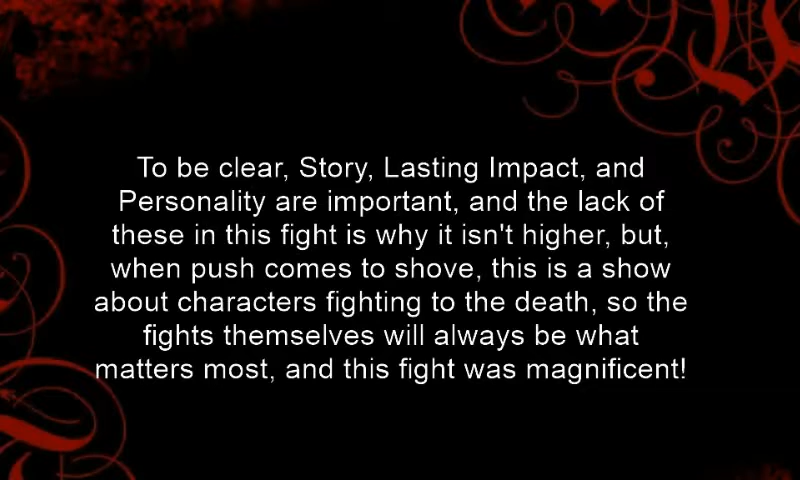 To be clear, Story, Lasting Impact, and
Personality are important, and the lack of
these in this fight is why it isn't higher, but,
when push comes to shove, this is a show
about characters fighting to the death, so the
fights themselves will always be what
matters most, and this fight was magnificent!